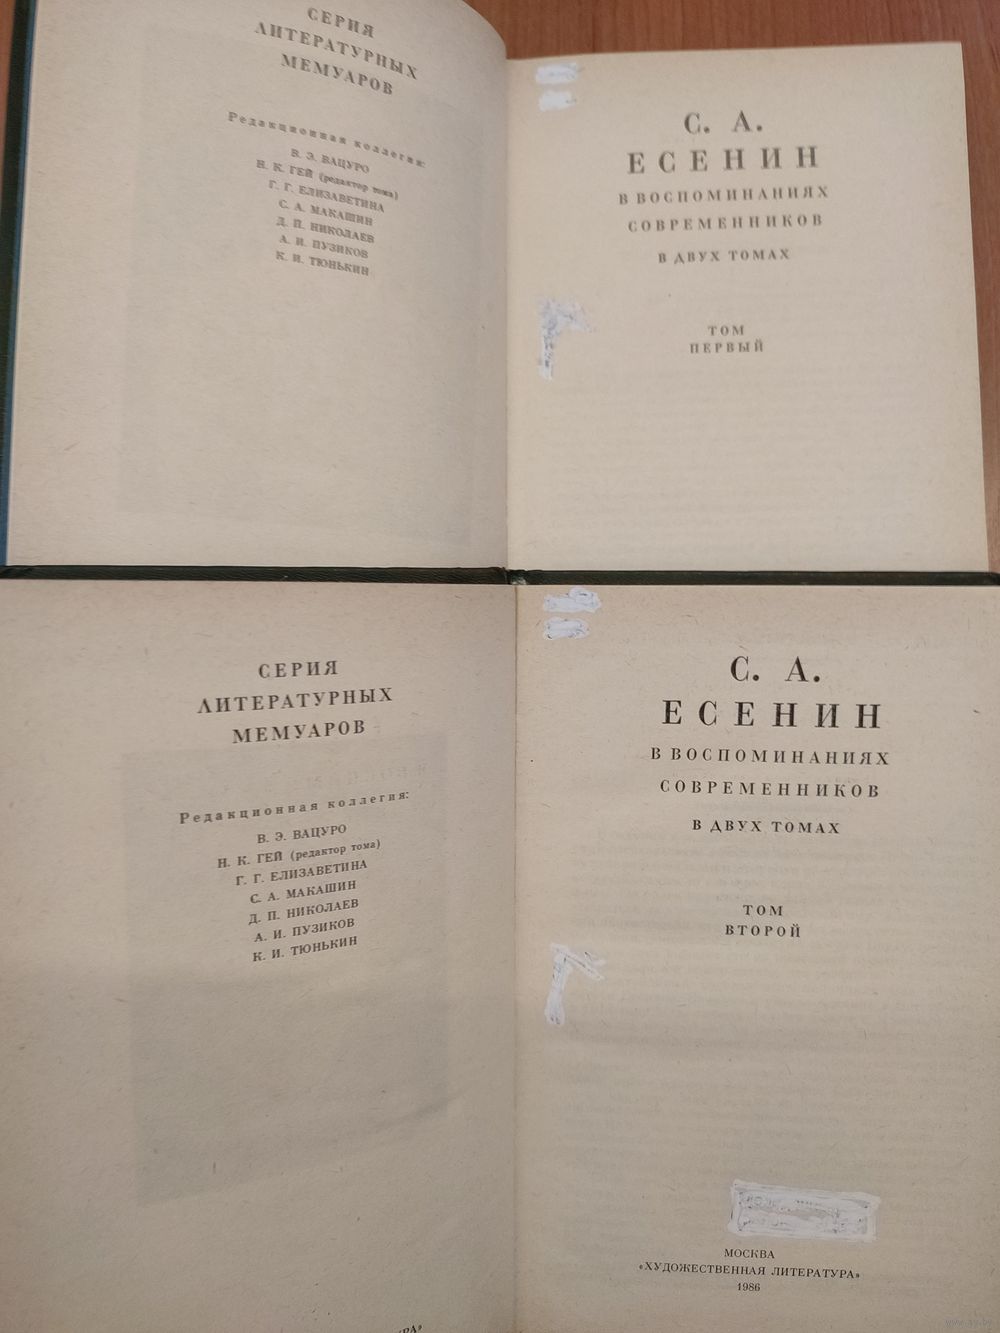 СЕРИЯ
ЛИТЕРАТУРНЫХ
МЕМУАРОВ
Редакционная коллегия:
В. Э. ВАЦУРО
Н. К. ГЕЙ (редактор тома)
Г. Г. ЕЛИЗАВЕТИНА
С. А. МАКАШИН
Д. П. НИКОЛАЕВ
А. И. ПУЗИКОВ
К. И. ТЮНЬКИН
С. А.
ЕСЕНИН
В ВОСПОМИНАНИЯХ
СОВРЕМЕННИКОВ
В ДВУХ ТОМАХ
ТОМ
ПЕРВЫЙ
СЕРИЯ
ЛИТЕРАТУРНЫХ
МЕМУАРОВ
Редакционная коллегия:
В. Э. ВАЦУРО
Н. К. ГЕЙ (редактор тома)
Г. Г. ЕЛИЗАВЕТИНА
С. А. МАКАШИН
Д. П. НИКОЛАЕВ
А. И. ПУЗИКОВ
К. И. ТЮНЬКИН
С. А.
ЕСЕНИН
В ВОСПОМИНАНИЯХ
СОВРЕМЕННИКОВ
В ДВУХ ТОМАХ
ТОМ
ВТОРОЙ
МОСКВА
«ХУДОЖЕСТВЕННАЯ ЛИТЕРАТУРА»
1986